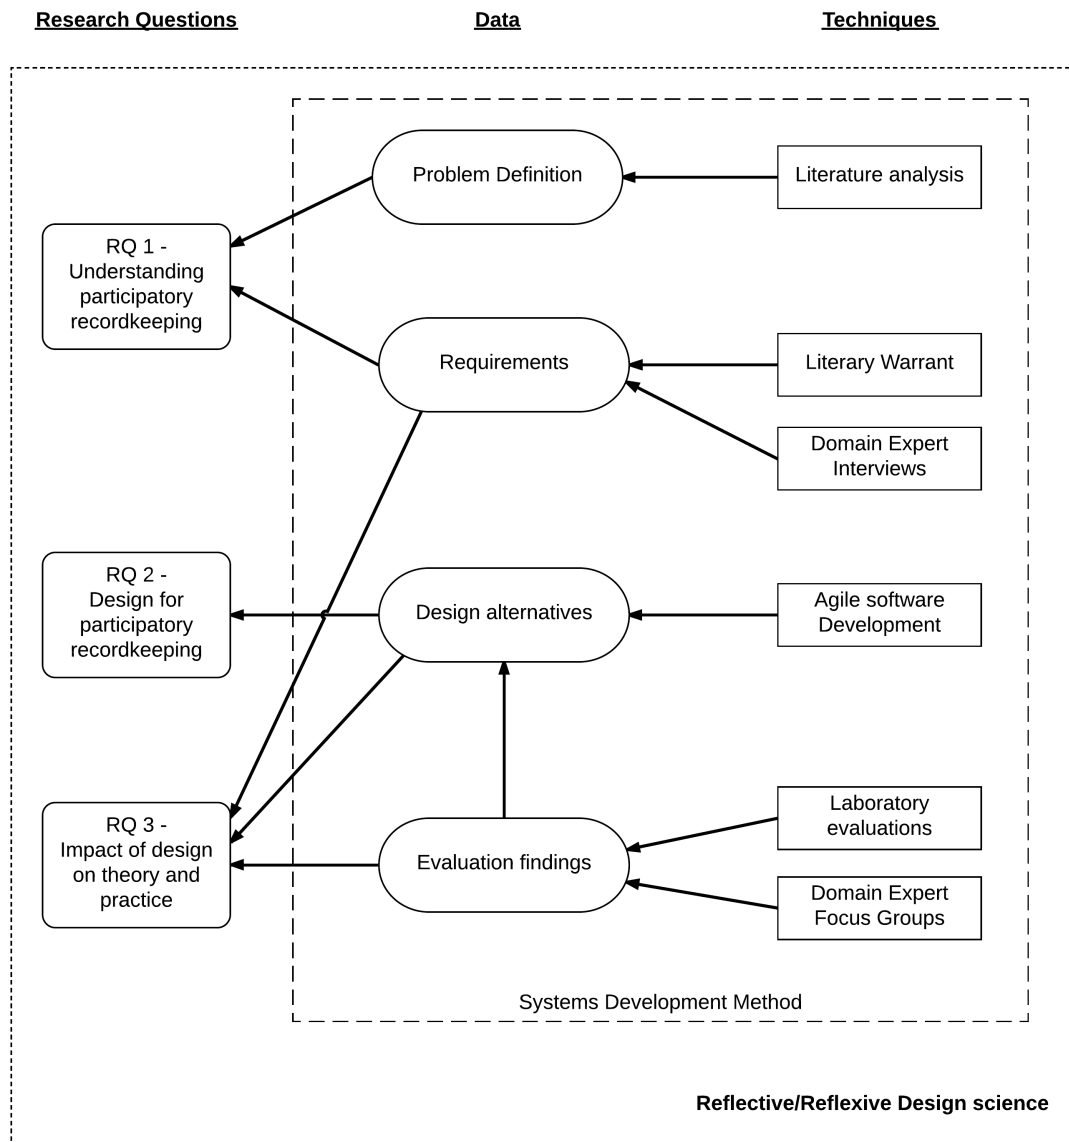 Research Questions
Data
Techniques
Problem Definition
Literature analysis
RQ 1 -
Understanding
participatory
recordkeeping
Requirements
Literary Warrant
Domain Expert
Interviews
RQ 2 -
Design for
participatory
recordkeeping
Design alternatives
Agile software
Development
RQ 3 -
Impact of design
on theory and
practice
Evaluation findings
Laboratory
evaluations
Domain Expert
Focus Groups
Systems Development Method
Reflective/Reflexive Design science